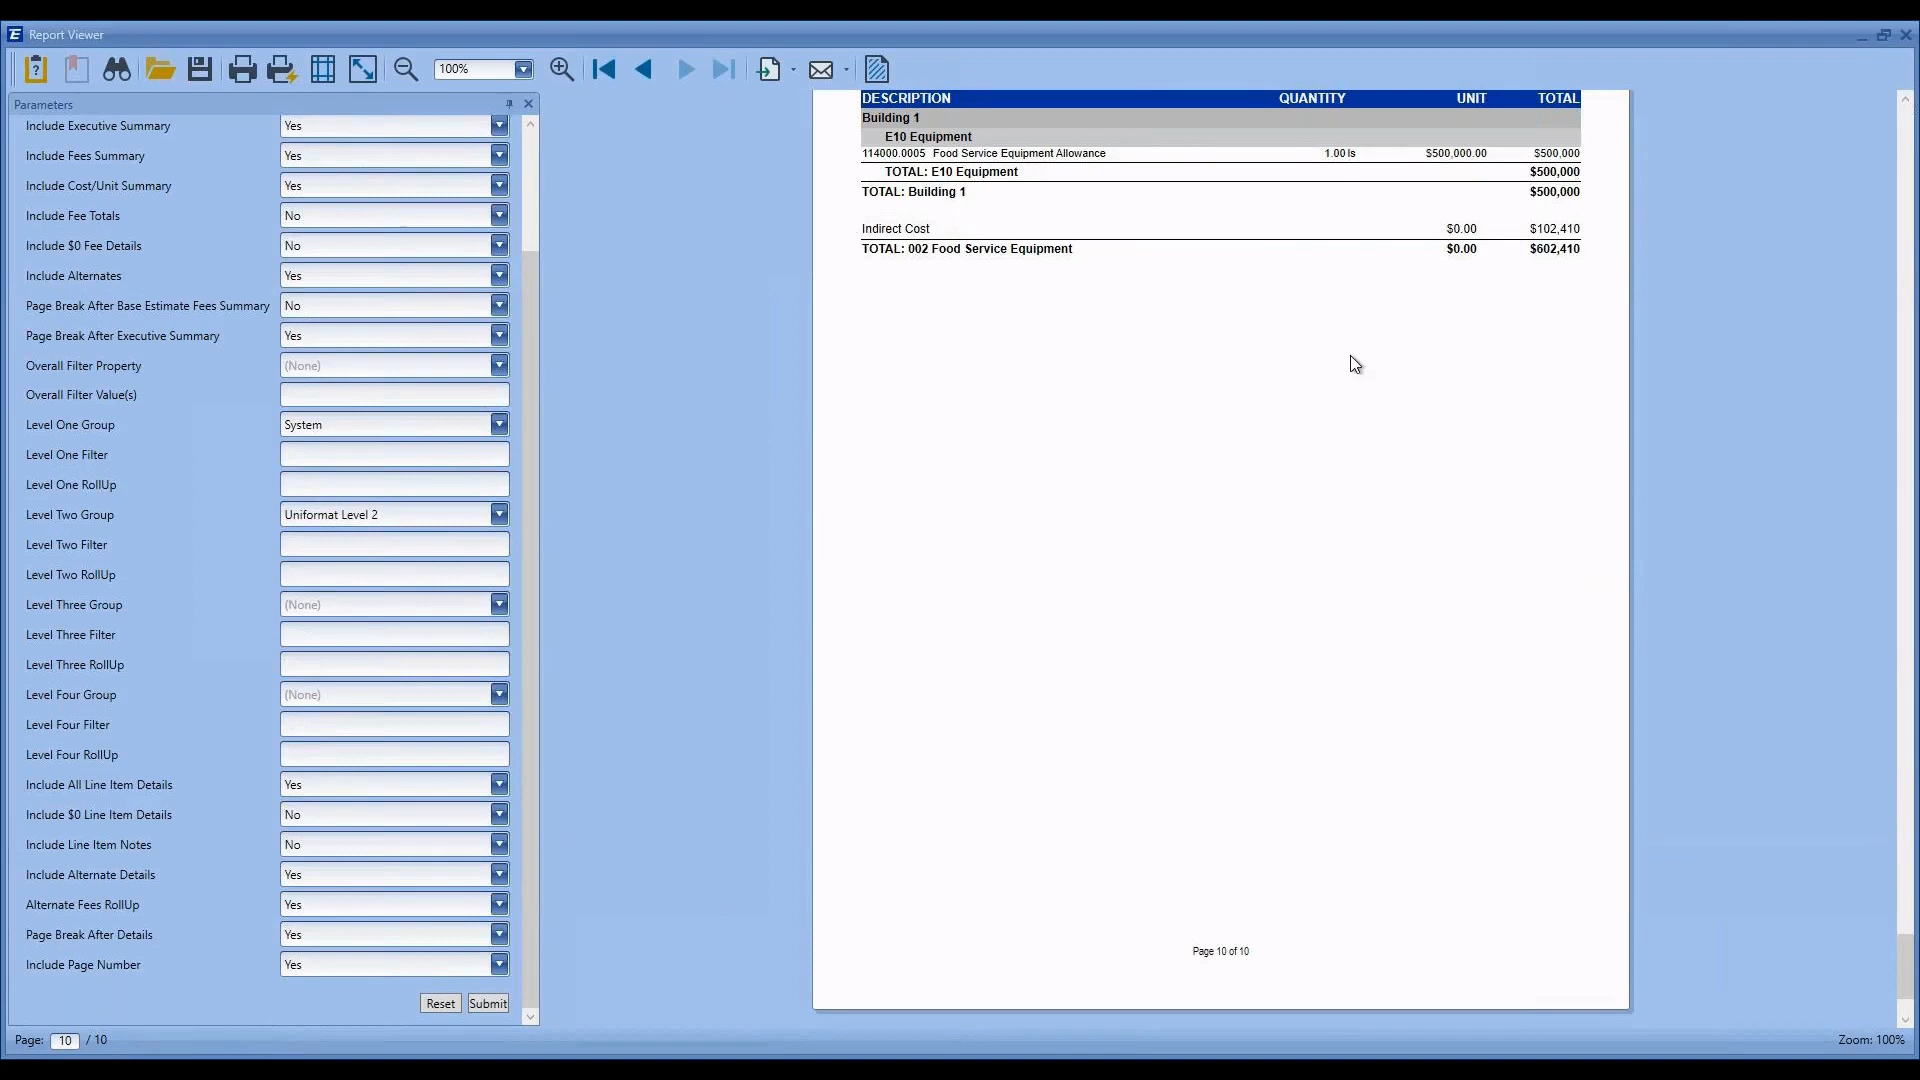 Report Viewer
100%
Parameters
Include Executive Summary Yes
Include Fees Summary Yes
Include Cost/Unit Summary Yes
Include Fee Totals No
Include $0 Fee Details No
Include Alternates Yes
Page Break After Base Estimate Fees Summary No
Page Break After Executive Summary Yes
Overall Filter Property (None)
Overall Filter Value(s)
Level One Group System
Level One Filter
Level One RollUp
Level Two Group Uniformat Level 2
Level Two Filter
Level Two RollUp
Level Three Group (None)
Level Three Filter
Level Three RollUp
Level Four Group (None)
Level Four Filter
Level Four RollUp
Include All Line Item Details Yes
Include $0 Line Item Details No
Include Line Item Notes No
Include Alternate Details Yes
Alternate Fees RollUp Yes
Page Break After Details Yes
Include Page Number Yes
Reset Submit
DESCRIPTION QUANTITY UNIT TOTAL
Building 1
E10 Equipment
114000.0005 Food Service Equipment Allowance 1.00 ls $500,000.00 $500,000
TOTAL: E10 Equipment $500,000
TOTAL: Building 1 $500,000
Indirect Cost $0.00 $102,410
TOTAL: 002 Food Service Equipment $0.00 $602,410
Page 10 of 10
Page: 10 / 10
Zoom: 100%